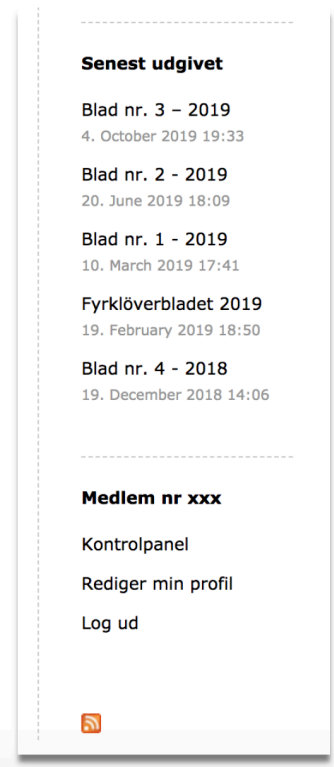 Senest udgivet
Blad nr. 3 – 2019
4. October 2019 19:33
Blad nr. 2 - 2019
20. June 2019 18:09
Blad nr. 1 - 2019
10. March 2019 17:41
Fyrklöverbladet 2019
19. February 2019 18:50
Blad nr. 4 - 2018
19. December 2018 14:06
Medlem nr xxx
Kontrolpanel
Rediger min profil
Log ud